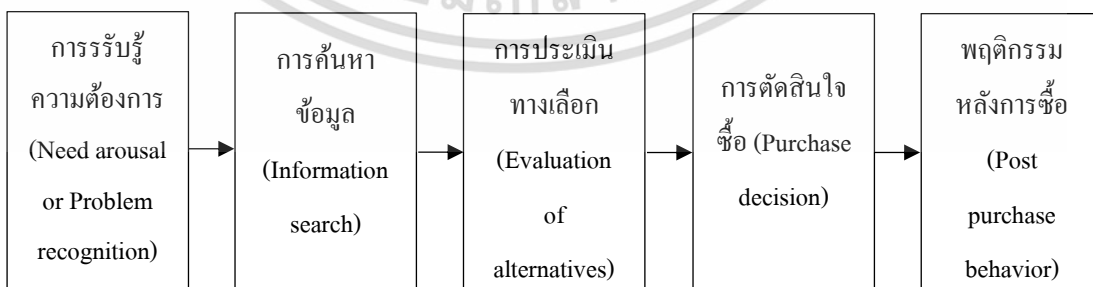 การรรับรู้
ความต้องการ
(Need arousal
or Problem
recognition)
การค้นหา
ข้อมูล
(Information
search)
การประเมิน
ทางเลือก
(Evaluation
of
alternatives)
การตัดสินใจ
ซื้อ (Purchase
decision)
พฤติกรรม
หลังการซื้อ
(Post
purchase
behavior)